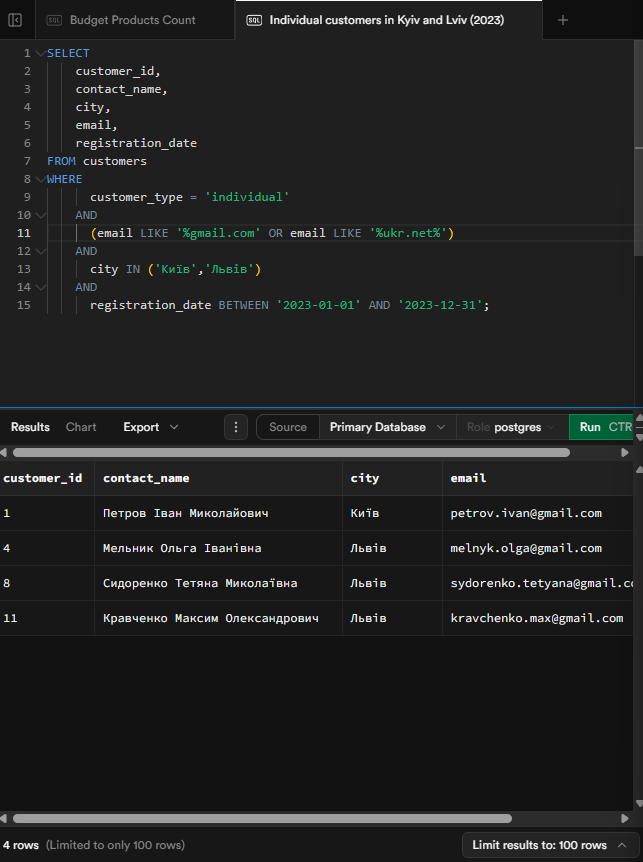 SQL Budget Products Count SQL Individual customers in Kyiv and Lviv (2023)
1 SELECT
2 customer_id,
3 contact_name,
4 city,
5 email,
6 registration_date
7 FROM customers
8 WHERE
9 customer_type = 'individual'
10 AND
11 (email LIKE '%gmail.com' OR email LIKE '%ukr.net%')
12 AND
13 city IN ('Київ','Львів')
14 AND
15 registration_date BETWEEN '2023-01-01' AND '2023-12-31';
Results Chart Export Source Primary Database Role postgres Run CTR
customer_id contact_name city email
1 Петров Іван Миколайович Київ petrov.ivan@gmail.com
4 Мельник Ольга Іванівна Львів melnyk.olga@gmail.com
8 Сидоренко Тетяна Миколаївна Львів sydorenko.tetyana@gmail.co
11 Кравченко Максим Олександрович Львів kravchenko.max@gmail.com
4 rows (Limited to only 100 rows) Limit results to: 100 rows